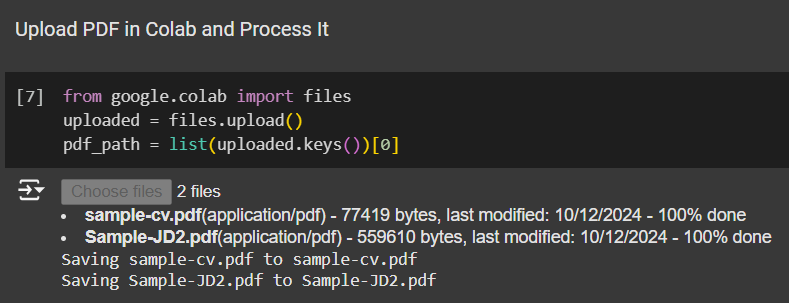 Upload PDF in Colab and Process It
[7] from google.colab import files
uploaded = files.upload()
pdf_path = list(uploaded.keys())[0]
Choose files 2 files
• sample-cv.pdf(application/pdf) - 77419 bytes, last modified: 10/12/2024 - 100% done
• Sample-JD2.pdf(application/pdf) - 559610 bytes, last modified: 10/12/2024 - 100% done
Saving sample-cv.pdf to sample-cv.pdf
Saving Sample-JD2.pdf to Sample-JD2.pdf